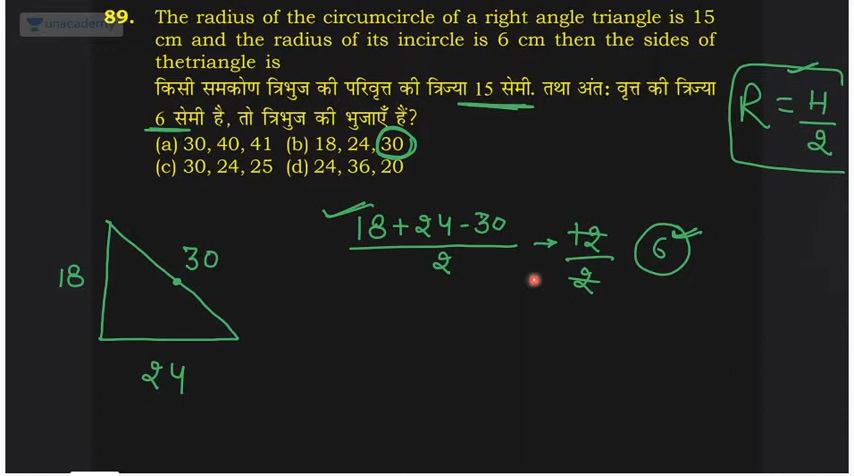 unacademy
89. The radius of the circumcircle of a right angle triangle is 15
cm and the radius of its incircle is 6 cm then the sides of
thetriangle is
किसी समकोण त्रिभुज की परिवृत्त की त्रिज्या 15 सेमी. तथा अंत: वृत्त की त्रिज्या
6 सेमी है, तो त्रिभुज की भुजाएँ हैं?
(a) 30, 40, 41 (b) 18, 24, 30
(c) 30, 24, 25 (d) 24, 36, 20
R = H/2
18+24-30/2 → 12/2 6
18
30
24